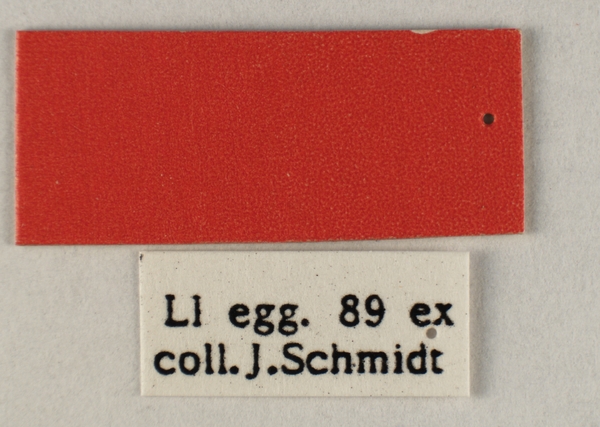 Ll egg. 89 ex
coll. J.Schmidt